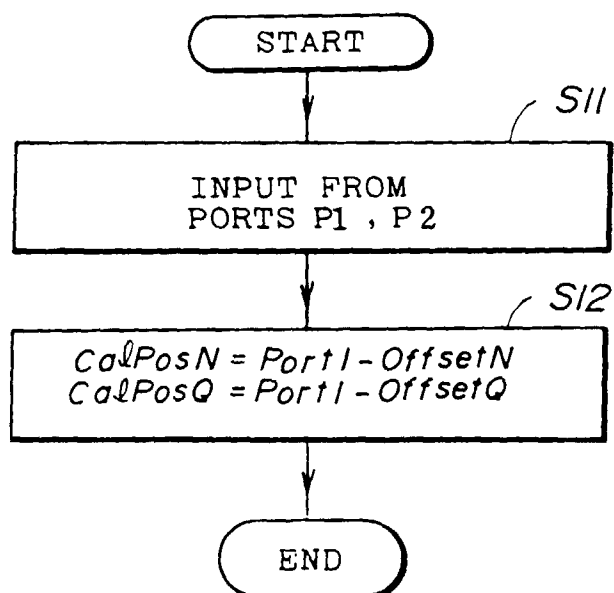 START
S11
INPUT FROM
PORTS P1 , P2
S12
CalPosN = Port1-OffsetN
CalPosQ = Port1-OffsetQ
END